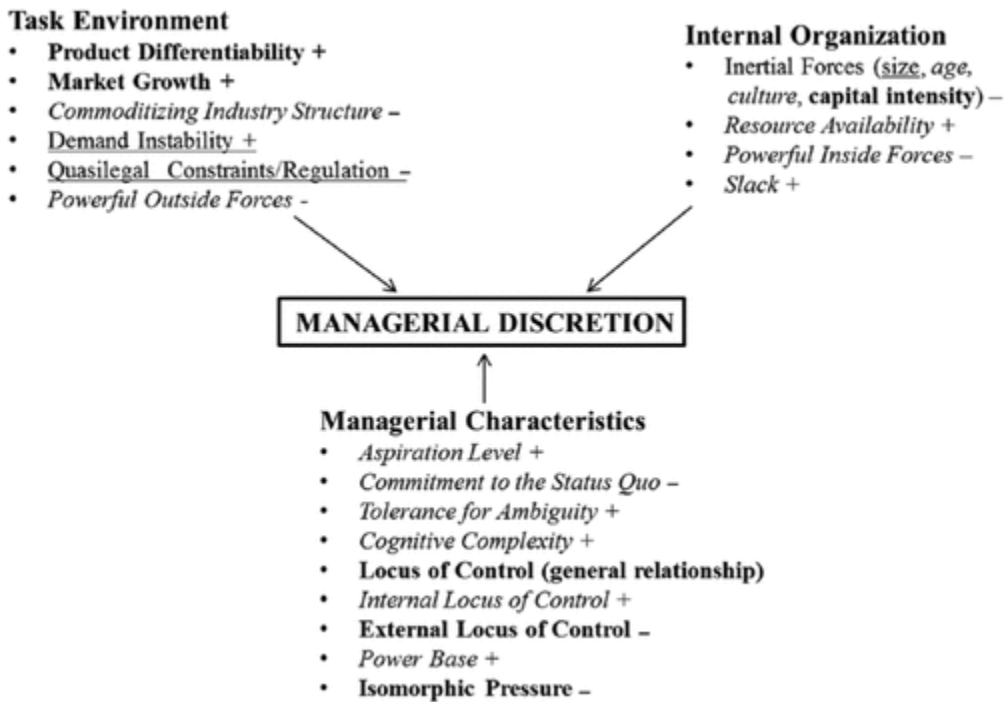 Task Environment
• Product Differentiability +
• Market Growth +
• Commoditizing Industry Structure –
• Demand Instability +
• Quasilegal Constraints/Regulation –
• Powerful Outside Forces -
Internal Organization
• Inertial Forces (size, age,
culture, capital intensity) –
• Resource Availability +
• Powerful Inside Forces –
• Slack +
MANAGERIAL DISCRETION
Managerial Characteristics
• Aspiration Level +
• Commitment to the Status Quo –
• Tolerance for Ambiguity +
• Cognitive Complexity +
• Locus of Control (general relationship)
• Internal Locus of Control +
• External Locus of Control –
• Power Base +
• Isomorphic Pressure –